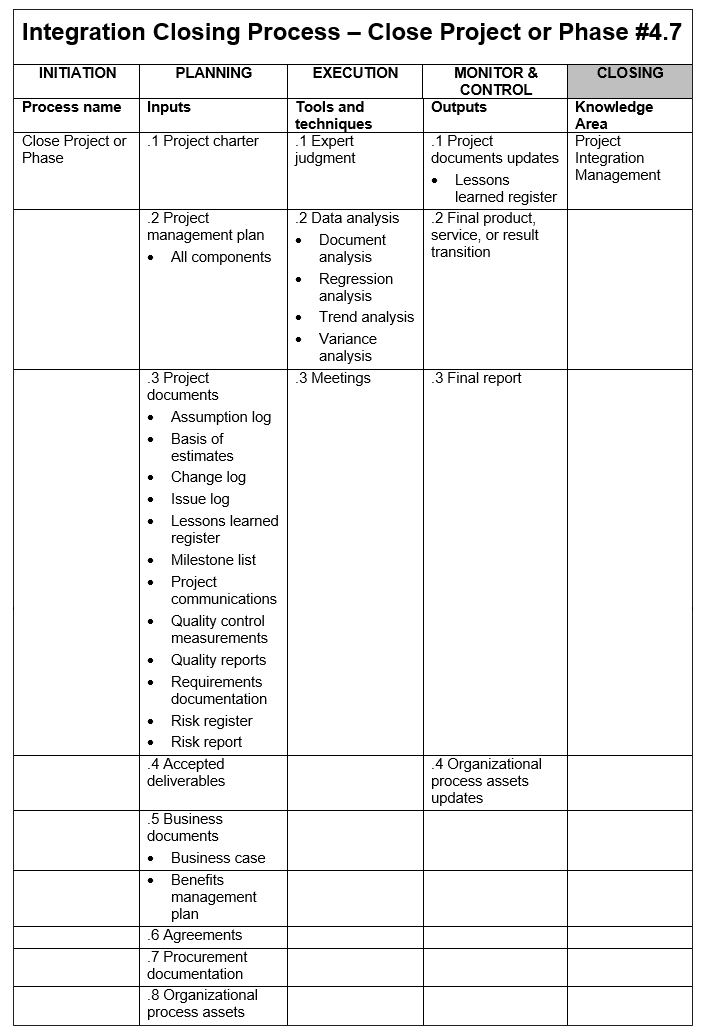 Integration Closing Process – Close Project or Phase #4.7
INITIATION
PLANNING
EXECUTION
MONITOR &
CONTROL
CLOSING
Process name
Inputs
Tools and
techniques
Outputs
Knowledge
Area
Close Project or
Phase
.1 Project charter
.1 Expert
judgment
.1 Project
documents updates
• Lessons
learned register
Project
Integration
Management
.2 Project
management plan
• All components
.2 Data analysis
• Document
analysis
• Regression
analysis
• Trend analysis
• Variance
analysis
.2 Final product,
service, or result
transition
.3 Project
documents
• Assumption log
• Basis of
estimates
• Change log
• Issue log
• Lessons learned
register
• Milestone list
• Project
communications
• Quality control
measurements
• Quality reports
• Requirements
documentation
• Risk register
• Risk report
.3 Meetings
.3 Final report
.4 Accepted
deliverables
.4 Organizational
process assets
updates
.5 Business
documents
• Business case
• Benefits
management
plan
.6 Agreements
.7 Procurement
documentation
.8 Organizational
process assets